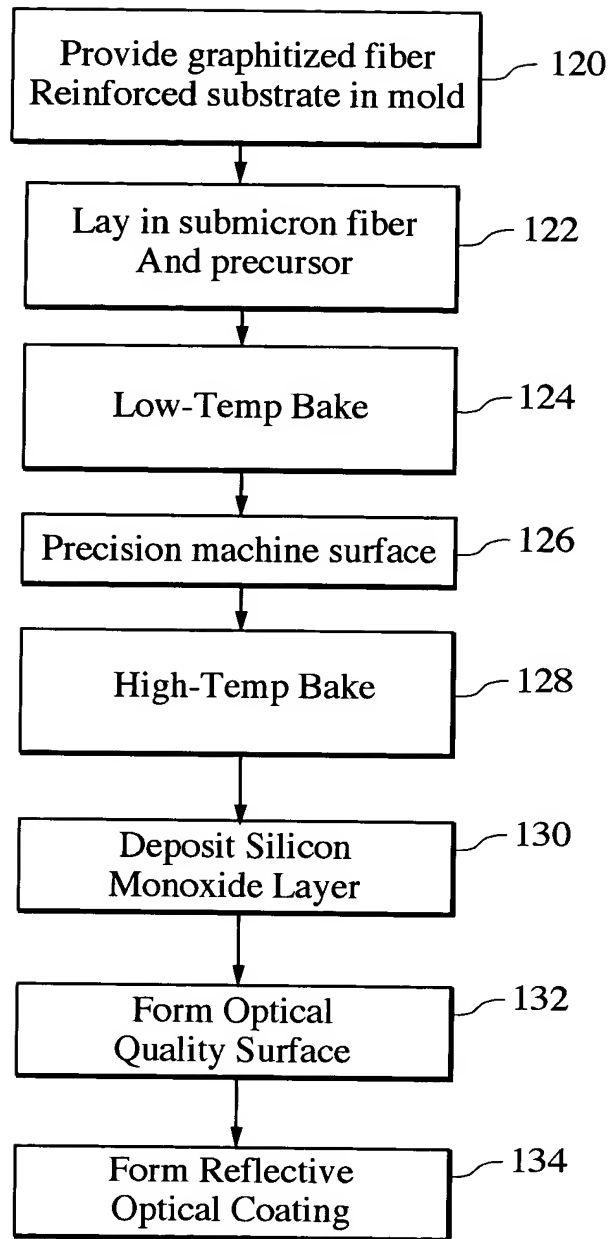 Provide graphitized fiber
Reinforced substrate in mold
120
Lay in submicron fiber
And precursor
122
Low-Temp Bake
124
Precision machine surface
126
High-Temp Bake
128
Deposit Silicon
Monoxide Layer
130
Form Optical
Quality Surface
132
Form Reflective
Optical Coating
134